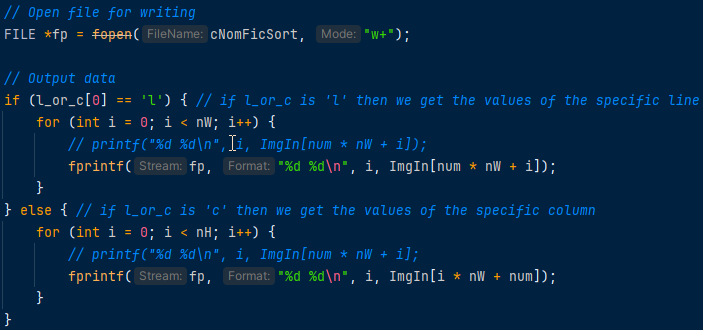 // Open file for writing
FILE *fp = fopen( FileName: cNomFicSort, Mode: "w+");
// Output data
if (l_or_c[0] == 'l') { // if l_or_c is 'l' then we get the values of the specific line
for (int i = 0; i < nW; i++) {
// printf("%d %d\n", i, ImgIn[num * nW + i]);
fprintf( Stream: fp, Format: "%d %d\n", i, ImgIn[num * nW + i]);
}
} else { // if l_or_c is 'c' then we get the values of the specific column
for (int i = 0; i < nH; i++) {
// printf("%d %d\n", i, ImgIn[num * nW + i];
fprintf( Stream: fp, Format: "%d %d\n", i, ImgIn[i * nW + num]);
}
}